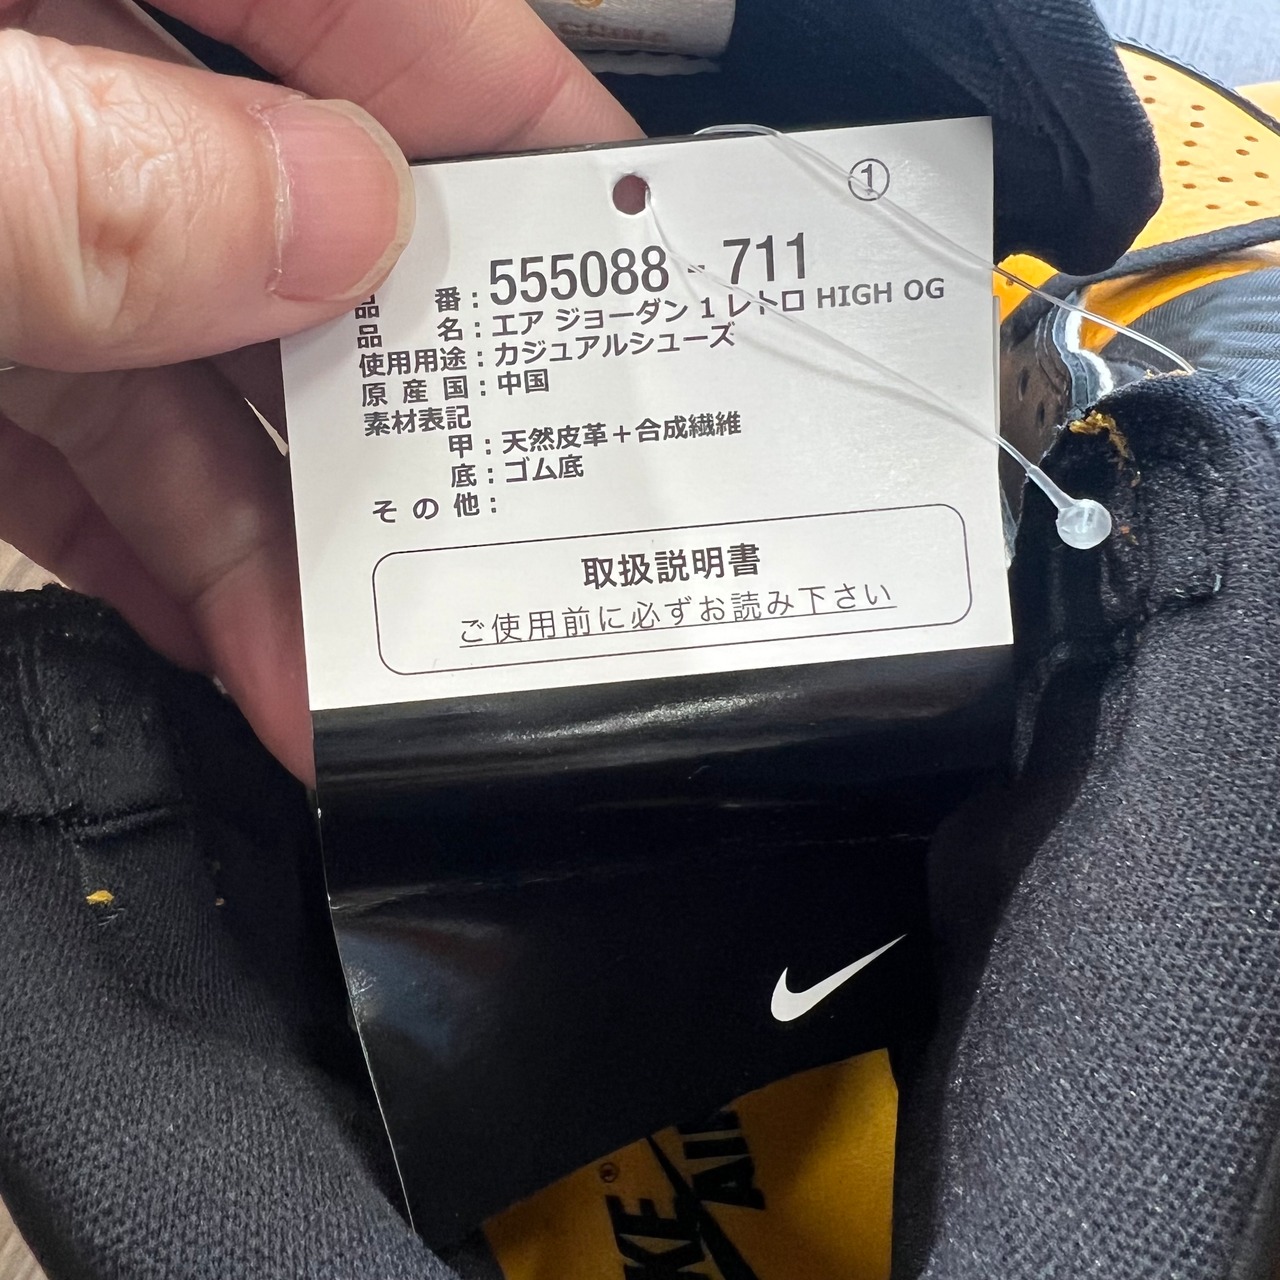 ①
品 番：555088 - 711
品 名：エア ジョーダン 1 レトロ HIGH OG
使用用途：カジュアルシューズ
原 産 国：中国
素材表記
甲：天然皮革＋合成繊維
底：ゴム底
そ の 他：
取扱説明書
ご使用前に必ずお読み下さい
AIR
KE
®